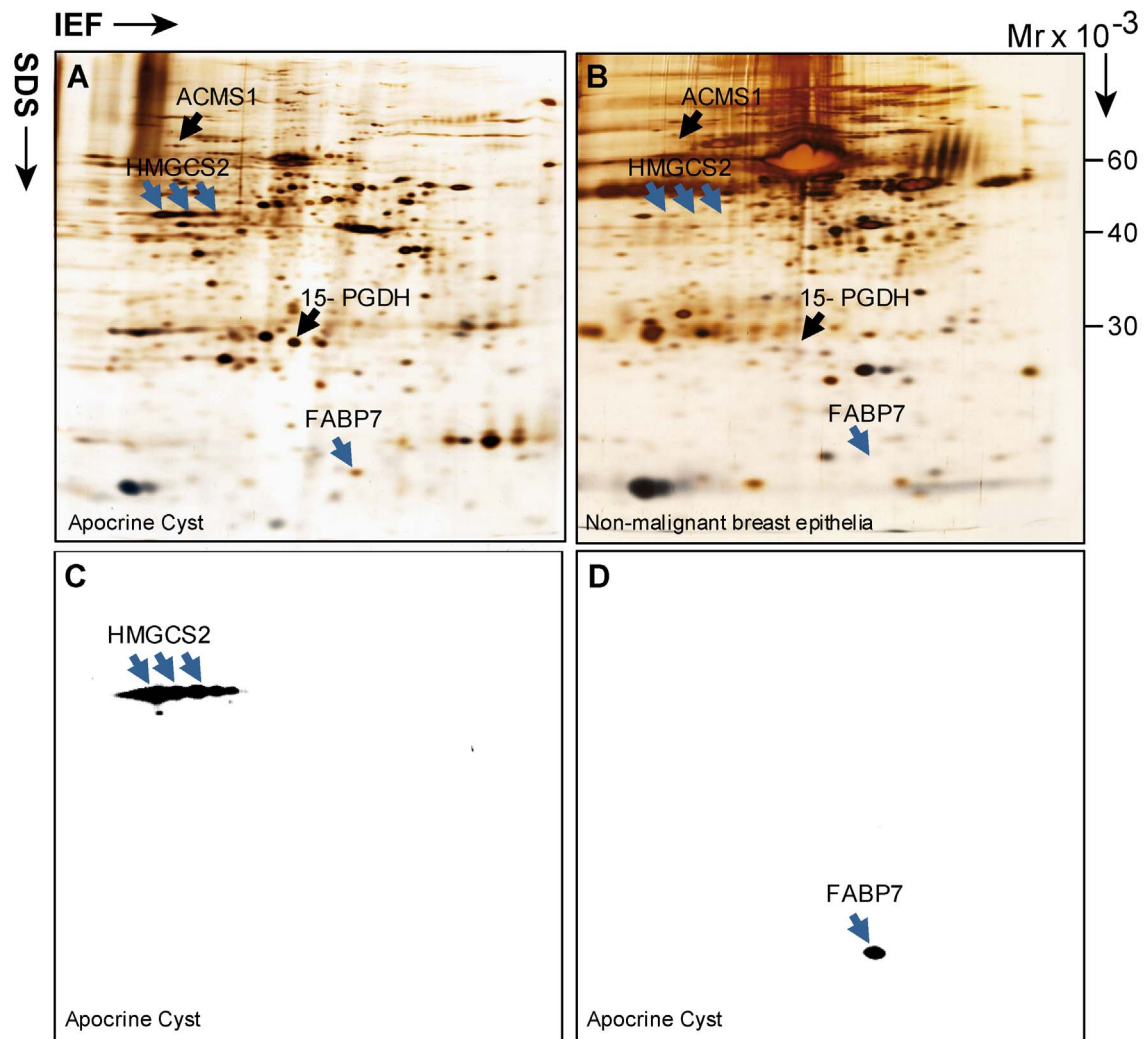 IEF
SDS
Mr x 10-3
A
ACMS1
HMGCS2
15- PGDH
FABP7
Apocrine Cyst
B
ACMS1
HMGCS2
15- PGDH
FABP7
Non-malignant breast epithelia
60
40
30
C
HMGCS2
Apocrine Cyst
D
FABP7
Apocrine Cyst